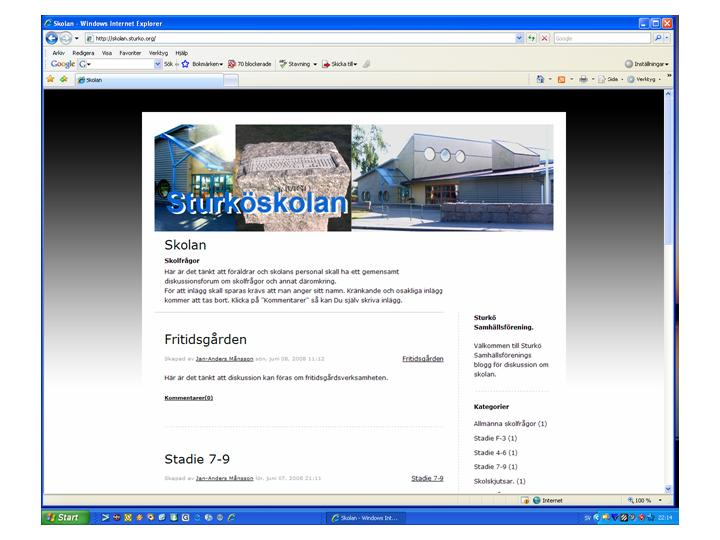 Skolan - Windows Internet Explorer
http://skolan.sturko.org/
Google
Arkiv Redigera Visa Favoriter Verktyg Hjälp
Google G Sök Bokmärken 70 blockerade Stavning Skicka till Inställningar
Skolan Sida Verktyg
Sturköskolan
Skolan
Skolfrågor
Här är det tänkt att föräldrar och skolans personal skall ha ett gemensamt
diskussionsforum om skolfrågor och annat däromkring.
För att inlägg skall sparas krävs att man anger sitt namn. Kränkande och osakliga inlägg
kommer att tas bort. Klicka på "Kommentarer" så kan Du själv skriva inlägg.
Fritidsgården
Skapad av Jan-Anders Månsson sön, juni 08, 2008 11:12 Fritidsgården
Här är det tänkt att diskussion kan föras om fritidsgårdsverksamheten.
Kommentarer(0)
Stadie 7-9
Skapad av Jan-Anders Månsson lör, juni 07, 2008 21:11 Stadie 7-9
Sturkö
Samhällsförening.
Välkommen till Sturkö
Samhällsförenings
blogg för diskussion om
skolan.
Kategorier
Allmänna skolfrågor (1)
Stadie F-3 (1)
Stadie 4-6 (1)
Stadie 7-9 (1)
Skolskjutsar. (1)
Internet 100 %
Start Skolan - Windows Int... SV 22:14